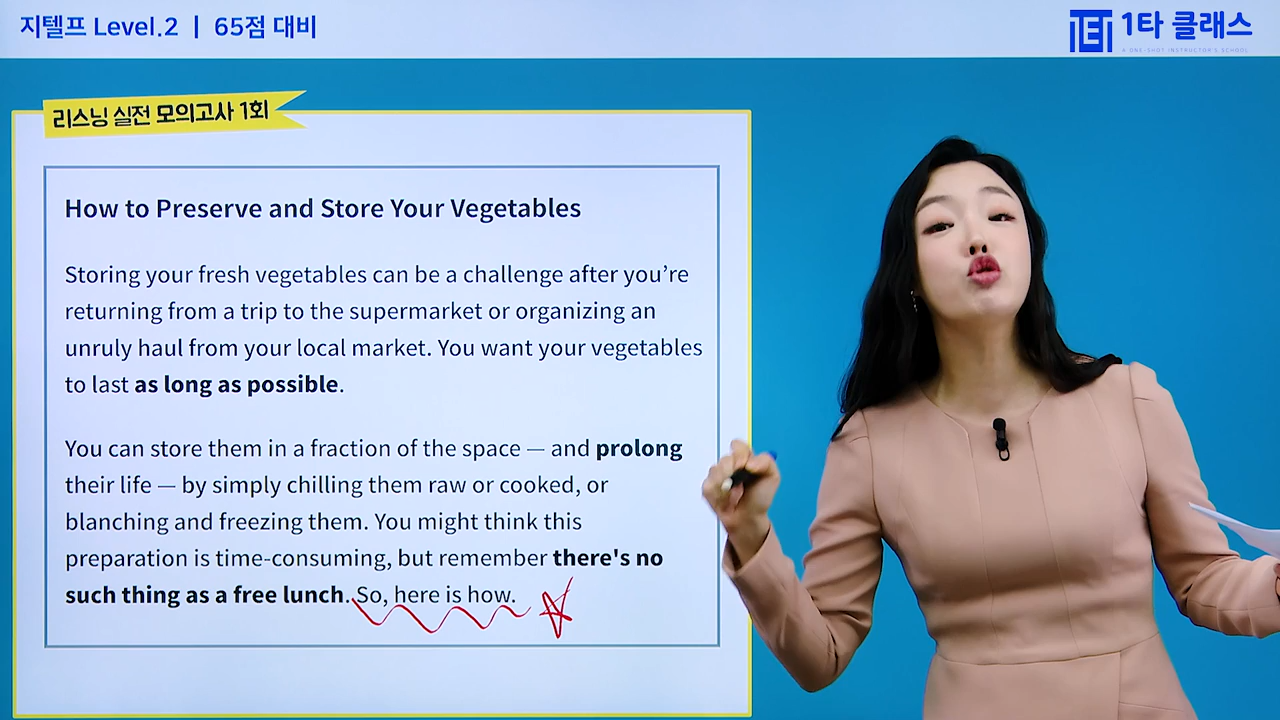 지텔프 Level.2 | 65점 대비
1타 클래스
A ONE-SHOT INSTRUCTOR'S SCHOOL
리스닝 실전 모의고사 1회
How to Preserve and Store Your Vegetables
Storing your fresh vegetables can be a challenge after you’re
returning from a trip to the supermarket or organizing an
unruly haul from your local market. You want your vegetables
to last as long as possible.
You can store them in a fraction of the space — and prolong
their life — by simply chilling them raw or cooked, or
blanching and freezing them. You might think this
preparation is time-consuming, but remember there's no
such thing as a free lunch. So, here is how.